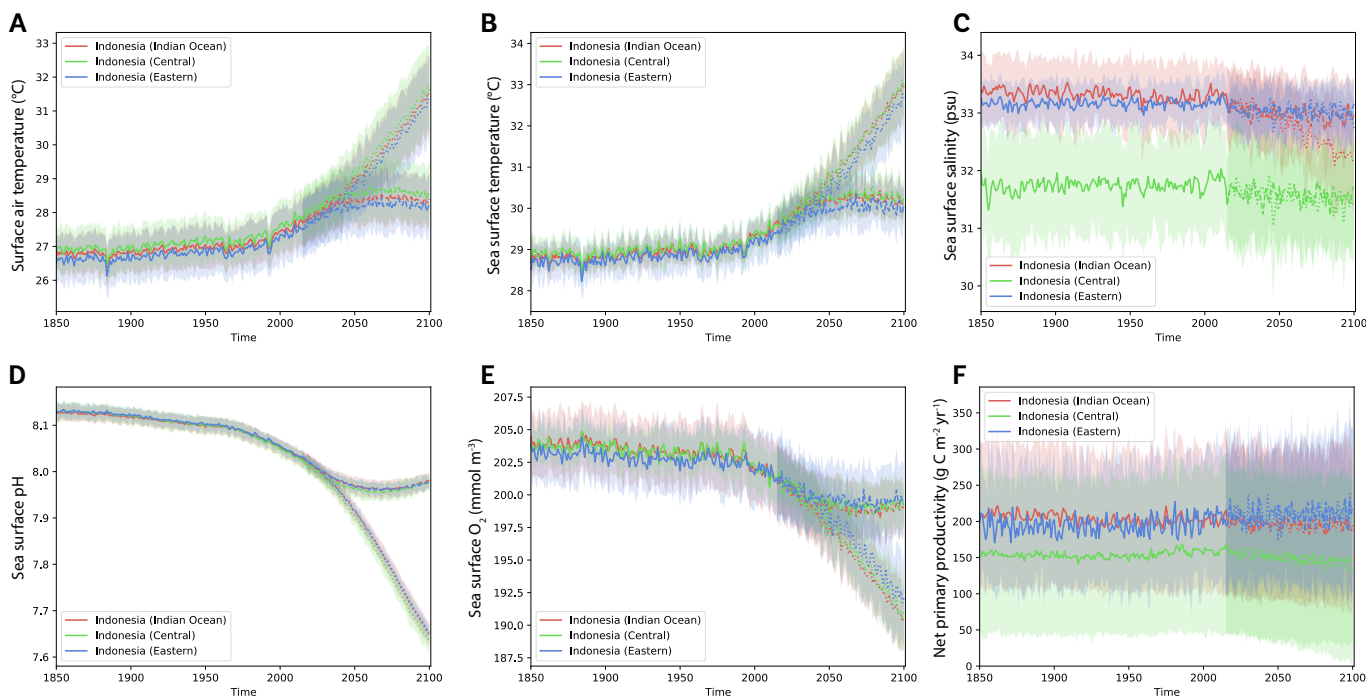 A
Surface air temperature (°C)
33
32
31
30
29
28
27
26
Indonesia (Indian Ocean)
Indonesia (Central)
Indonesia (Eastern)
1850 1900 1950 2000 2050 2100
Time
B
Sea surface temperature (°C)
34
33
32
31
30
29
28
Indonesia (Indian Ocean)
Indonesia (Central)
Indonesia (Eastern)
1850 1900 1950 2000 2050 2100
Time
C
Sea surface salinity (psu)
34
33
32
31
30
Indonesia (Indian Ocean)
Indonesia (Central)
Indonesia (Eastern)
1850 1900 1950 2000 2050 2100
Time
D
Sea surface pH
8.1
8.0
7.9
7.8
7.7
7.6
Indonesia (Indian Ocean)
Indonesia (Central)
Indonesia (Eastern)
1850 1900 1950 2000 2050 2100
Time
E
Sea surface O₂ (mmol m⁻³)
207.5
205.0
202.5
200.0
197.5
195.0
192.5
190.0
187.5
Indonesia (Indian Ocean)
Indonesia (Central)
Indonesia (Eastern)
1850 1900 1950 2000 2050 2100
Time
F
Net primary productivity (g C m⁻² yr⁻¹)
350
300
250
200
150
100
50
0
Indonesia (Indian Ocean)
Indonesia (Central)
Indonesia (Eastern)
1850 1900 1950 2000 2050 2100
Time